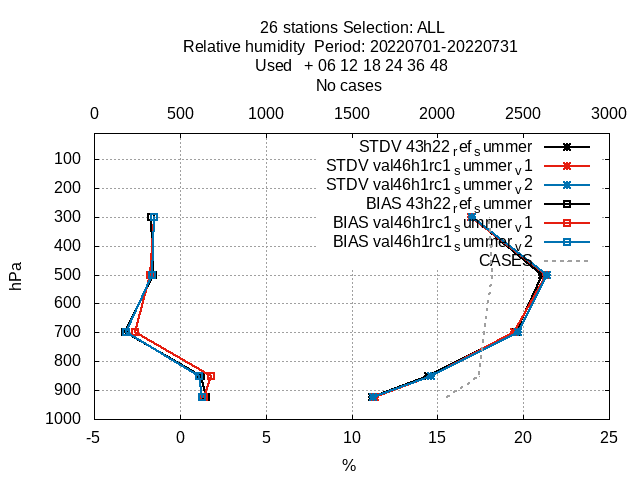 26 stations Selection: ALL
Relative humidity  Period: 20220701-20220731
Used   + 06 12 18 24 36 48
No cases
0 500 1000 1500 2000 2500 3000
STDV 43h22_ref_summer
STDV val46h1rc1_summer_v1
STDV val46h1rc1_summer_v2
BIAS 43h22_ref_summer
BIAS val46h1rc1_summer_v1
BIAS val46h1rc1_summer_v2
CASES
100
200
300
400
500
600
700
800
900
1000
hPa
-5 0 5 10 15 20 25
%